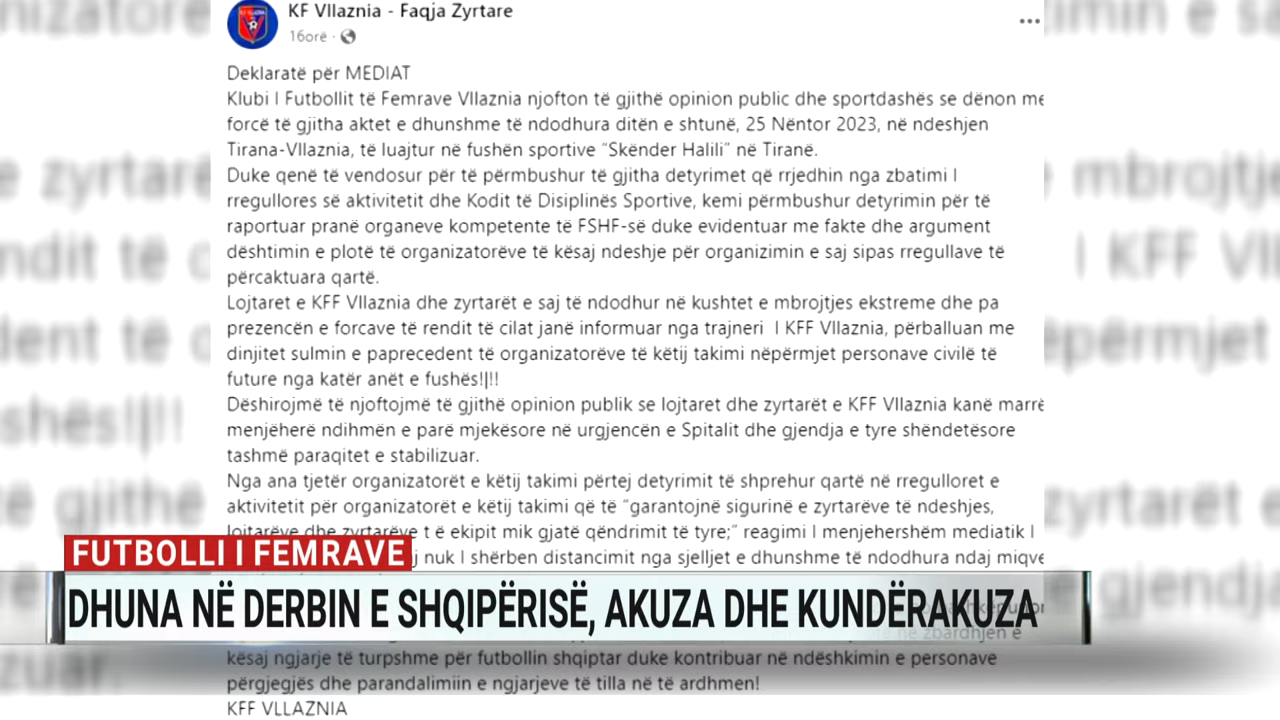 KF Vllaznia - Faqja Zyrtare
16orë ·
Deklaratë për MEDIAT
Klubi I Futbollit të Femrave Vllaznia njofton të gjithë opinion public dhe sportdashës se dënon me
forcë të gjitha aktet e dhunshme të ndodhura ditën e shtunë, 25 Nëntor 2023, në ndeshjen
Tirana-Vllaznia, të luajtur në fushën sportive “Skënder Halili” në Tiranë.
Duke qenë të vendosur për të përmbushur të gjitha detyrimet që rrjedhin nga zbatimi I
rregullores së aktivitetit dhe Kodit të Disiplinës Sportive, kemi përmbushur detyrimin për të
raportuar pranë organeve kompetente të FSHF-së duke evidentuar me fakte dhe argument
dështimin e plotë të organizatorëve të kësaj ndeshje për organizimin e saj sipas rregullave të
përcaktuara qartë.
Lojtaret e KFF Vllaznia dhe zyrtarët e saj të ndodhur në kushtet e mbrojtjes ekstreme dhe pa
prezencën e forcave të rendit të cilat janë informuar nga trajneri I KFF Vllaznia, përballuan me
dinjitet sulmin e paprecedent të organizatorëve të këtij takimi nëpërmjet personave civilë të
future nga katër anët e fushës!|!!
Dëshirojmë të njoftojmë të gjithë opinion publik se lojtaret dhe zyrtarët e KFF Vllaznia kanë marrë
menjëherë ndihmën e parë mjekësore në urgjencën e Spitalit dhe gjendja e tyre shëndetësore
tashmë paraqitet e stabilizuar.
Nga ana tjetër organizatorët e këtij takimi përtej detyrimit të shprehur qartë në rregulloret e
aktivitetit për organizatorët e këtij takimi që të “garantojnë sigurinë e zyrtarëve të ndeshjes,
lojtarëve dhe zyrtarëve t ë ekipit mik gjatë qëndrimit të tyre;” reagimi I menjehershëm mediatik I
nuk I shërben distancimit nga sjelljet e dhunshme të ndodhura ndaj miqve
FUTBOLLI I FEMRAVE
DHUNA NË DERBIN E SHQIPËRISË, AKUZA DHE KUNDËRAKUZA
në zbardhjen e
kësaj ngjarje të turpshme për futbollin shqiptar duke kontribuar në ndëshkimin e personave
përgjegjës dhe parandalimiin e ngjarjeve të tilla në të ardhmen!
KFF VLLAZNIA